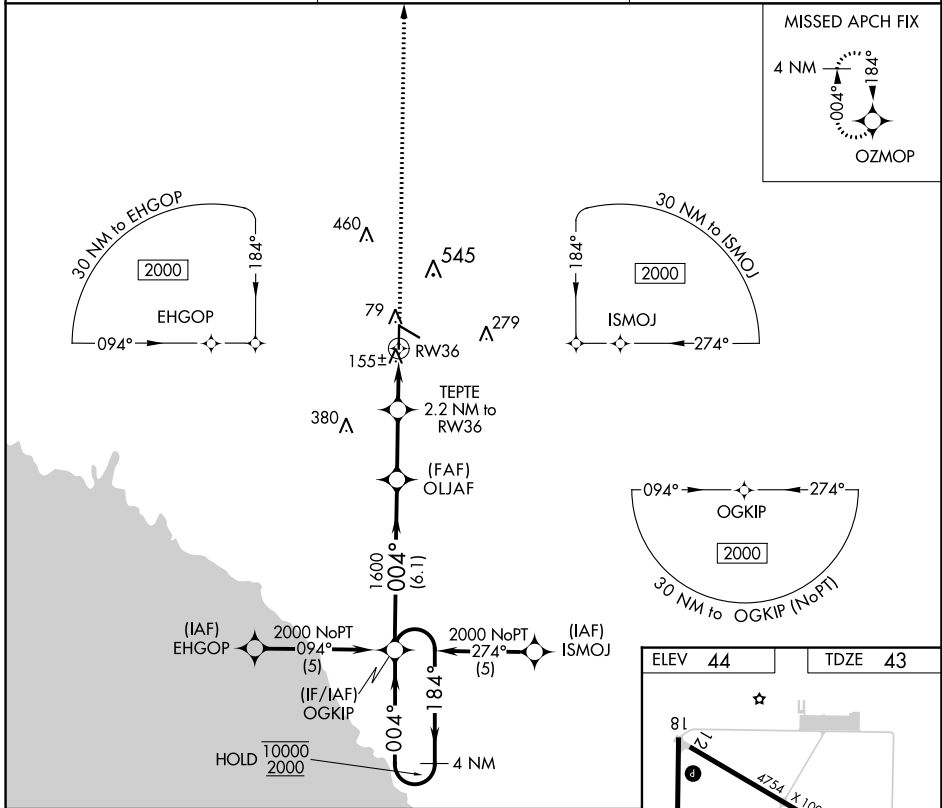 MISSED APCH FIX
4 NM
004°
184°
OZMOP
30 NM to EHGOP
2000
184°
EHGOP
094°
460
545
79
279
155±
RW36
30 NM to ISMOJ
184°
2000
ISMOJ
274°
TEPTE
2.2 NM to
RW36
380
(FAF)
OLJAF
094°
274°
OGKIP
2000
30 NM to OGKIP (NoPT)
1600
004°
(6.1)
(IAF)
EHGOP
2000 NoPT
094°
(5)
2000 NoPT
274°
(5)
(IAF)
ISMOJ
(IF/IAF)
OGKIP
004°
184°
HOLD 10000
2000
4 NM
ELEV 44
TDZE 43
18
12
P
4754 X 100